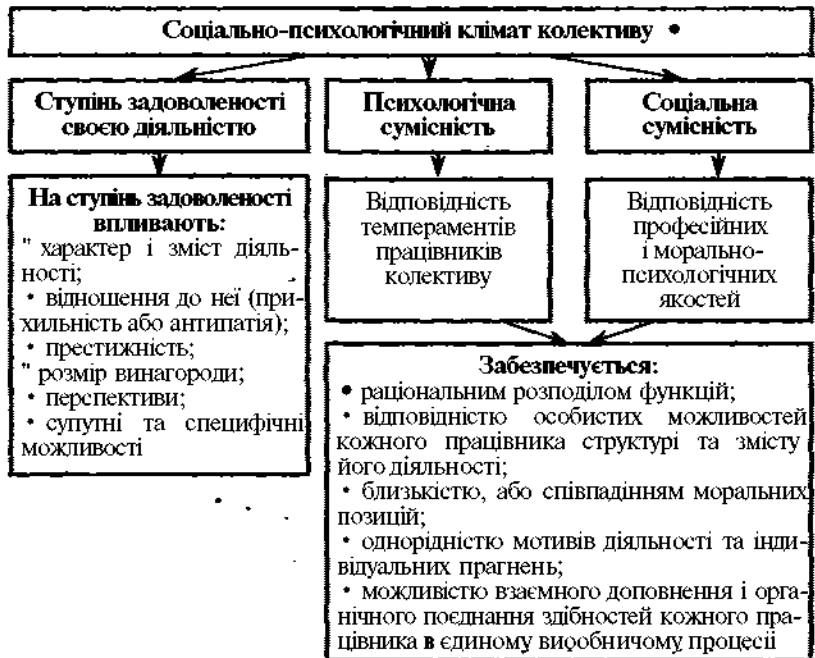 Соціально-психологічний клімат колективу •
Ступінь задоволеності
своєю діяльністю
Психологічна
сумісність
Соціальна
сумісність
На ступінь задоволеності
впливають:
" характер і зміст діяль-
ності;
• відношення до неї (при-
хильність або антипатія);
• престижність;
" розмір винагороди;
• перспективи;
• супутні та специфічні
можливості
Відповідність
темпераментів
працівників
колективу
Відповідність
професійних
і морально-
психологічних
якостей
Забезпечується:
• раціональним розподілом функцій;
• відповідністю особистих можливостей
кожного працівника структурі та змісту
його діяльності;
• близькістю, або співпадінням моральних
позицій;
• однорідністю мотивів діяльності та інди-
відуальних прагнень;
• можливістю взаємного доповнення і орга-
нічного поєднання здібностей кожного пра-
цівника в єдиному виробничому процесіі